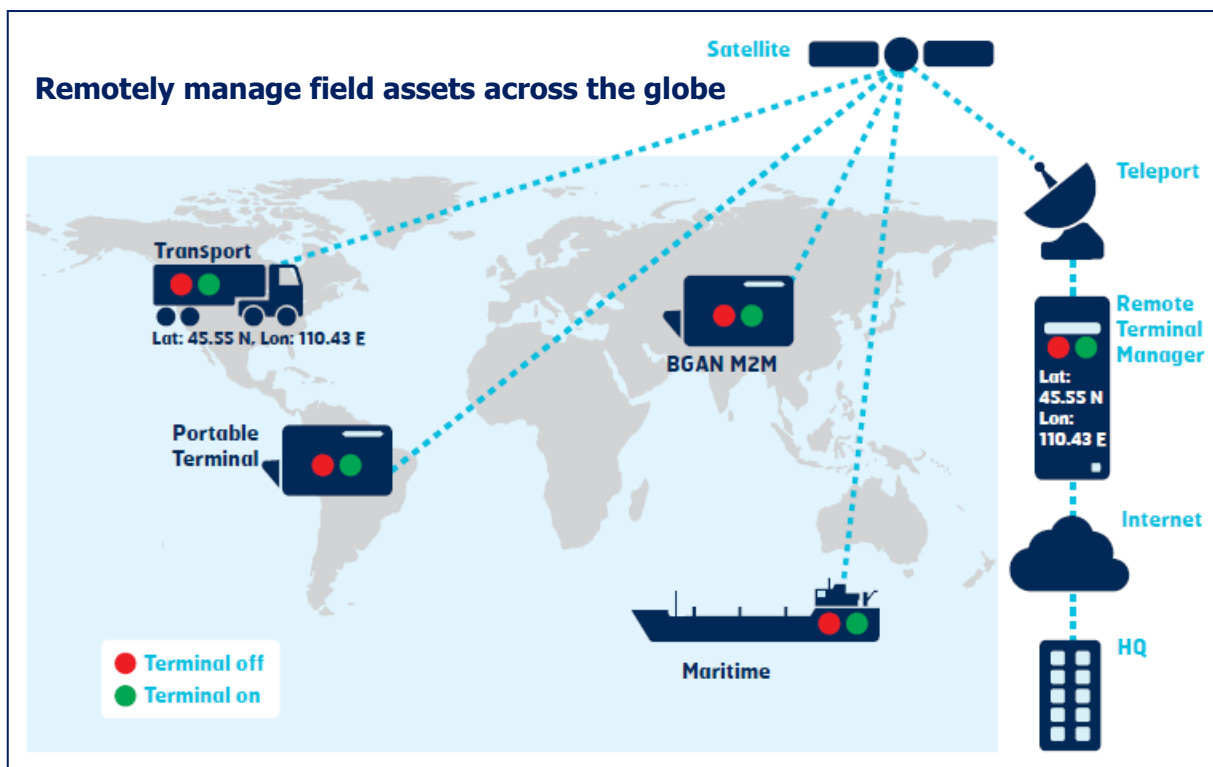 Satellite
Remotely manage field assets across the globe
Teleport
Transport
Lat: 45.55 N, Lon: 110.43 E
BGAN M2M
Remote
Terminal
Manager
Lat:
45.55 N
Lon:
110.43 E
Portable
Terminal
Internet
Maritime
HQ
Terminal off
Terminal on